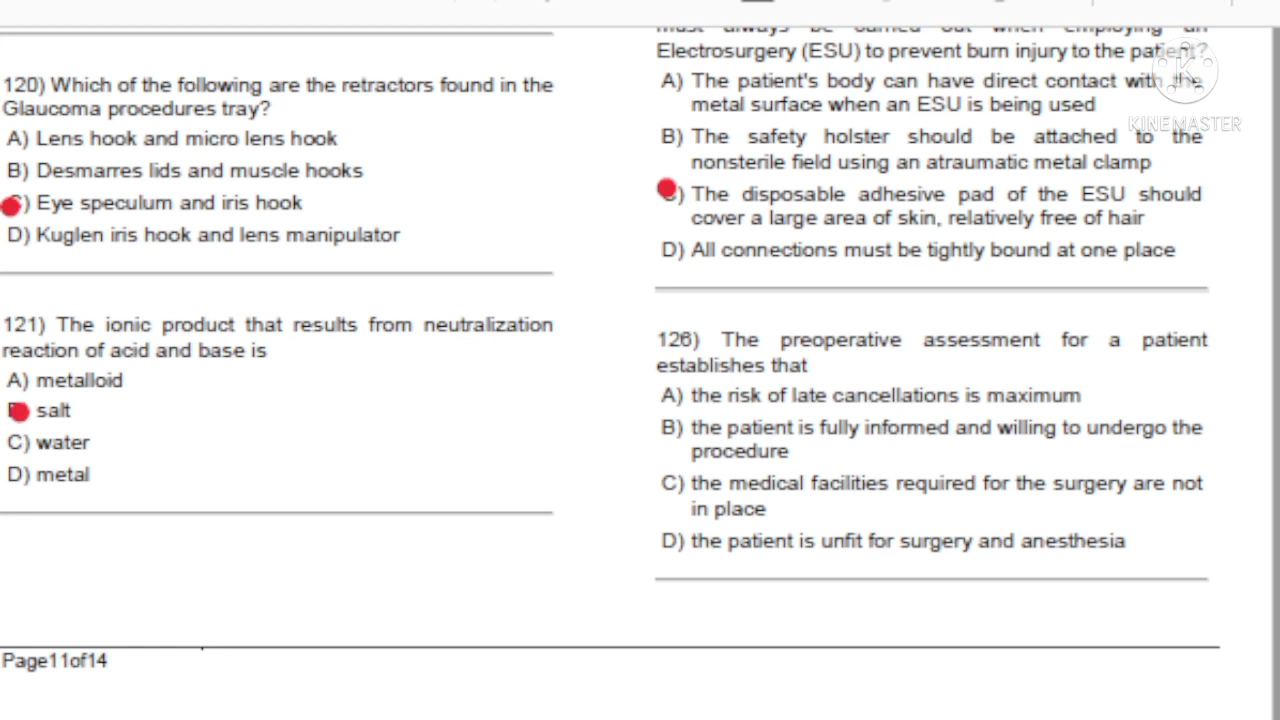 120) Which of the following are the retractors found in the
Glaucoma procedures tray?
A) Lens hook and micro lens hook
B) Desmarres lids and muscle hooks
) Eye speculum and iris hook
D) Kuglen iris hook and lens manipulator
121) The ionic product that results from neutralization
reaction of acid and base is
A) metalloid
salt
C) water
D) metal
Page11of14
must always be carried out when employing an
Electrosurgery (ESU) to prevent burn injury to the patient?
A) The patient's body can have direct contact with the
metal surface when an ESU is being used
B) The safety holster should be attached to the
nonsterile field using an atraumatic metal clamp
) The disposable adhesive pad of the ESU should
cover a large area of skin, relatively free of hair
D) All connections must be tightly bound at one place
126) The preoperative assessment for a patient
establishes that
A) the risk of late cancellations is maximum
B) the patient is fully informed and willing to undergo the
procedure
C) the medical facilities required for the surgery are not
in place
D) the patient is unfit for surgery and anesthesia
K
KINEMASTER